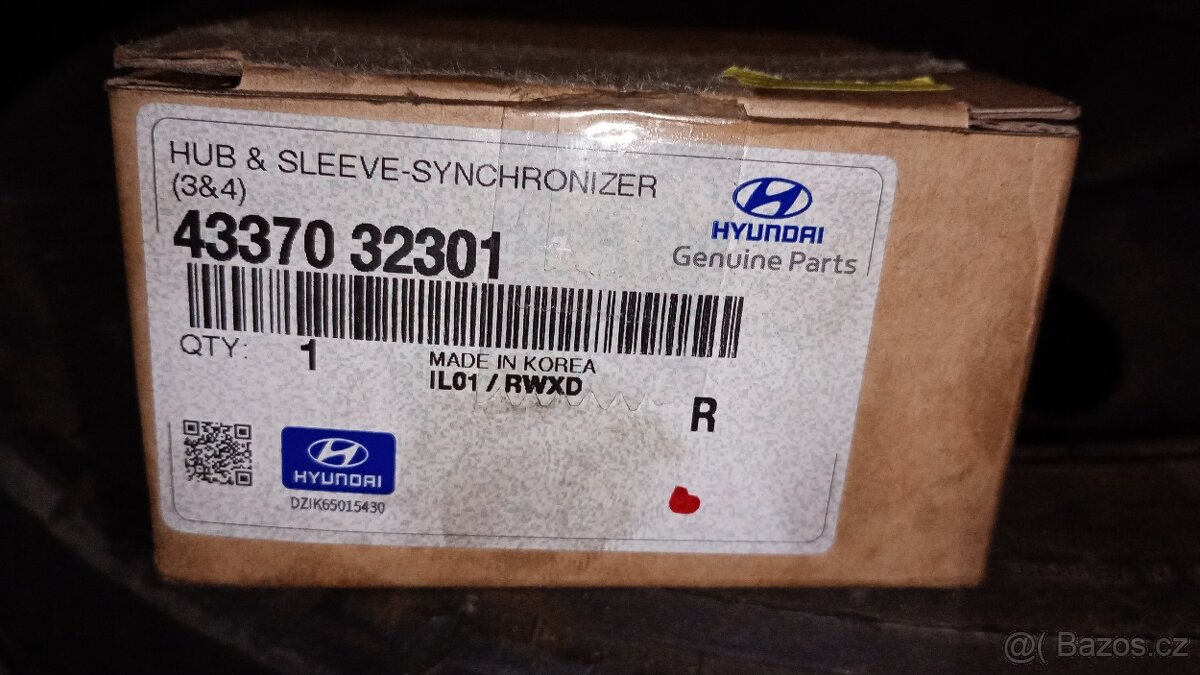 HUB & SLEEVE-SYNCHRONIZER
(3&4)
43370 32301
HYUNDAI
Genuine Parts
QTY: 1
MADE IN KOREA
IL01 / RWXD
R
HYUNDAI
DZIK65015430
@( Bazos.cz